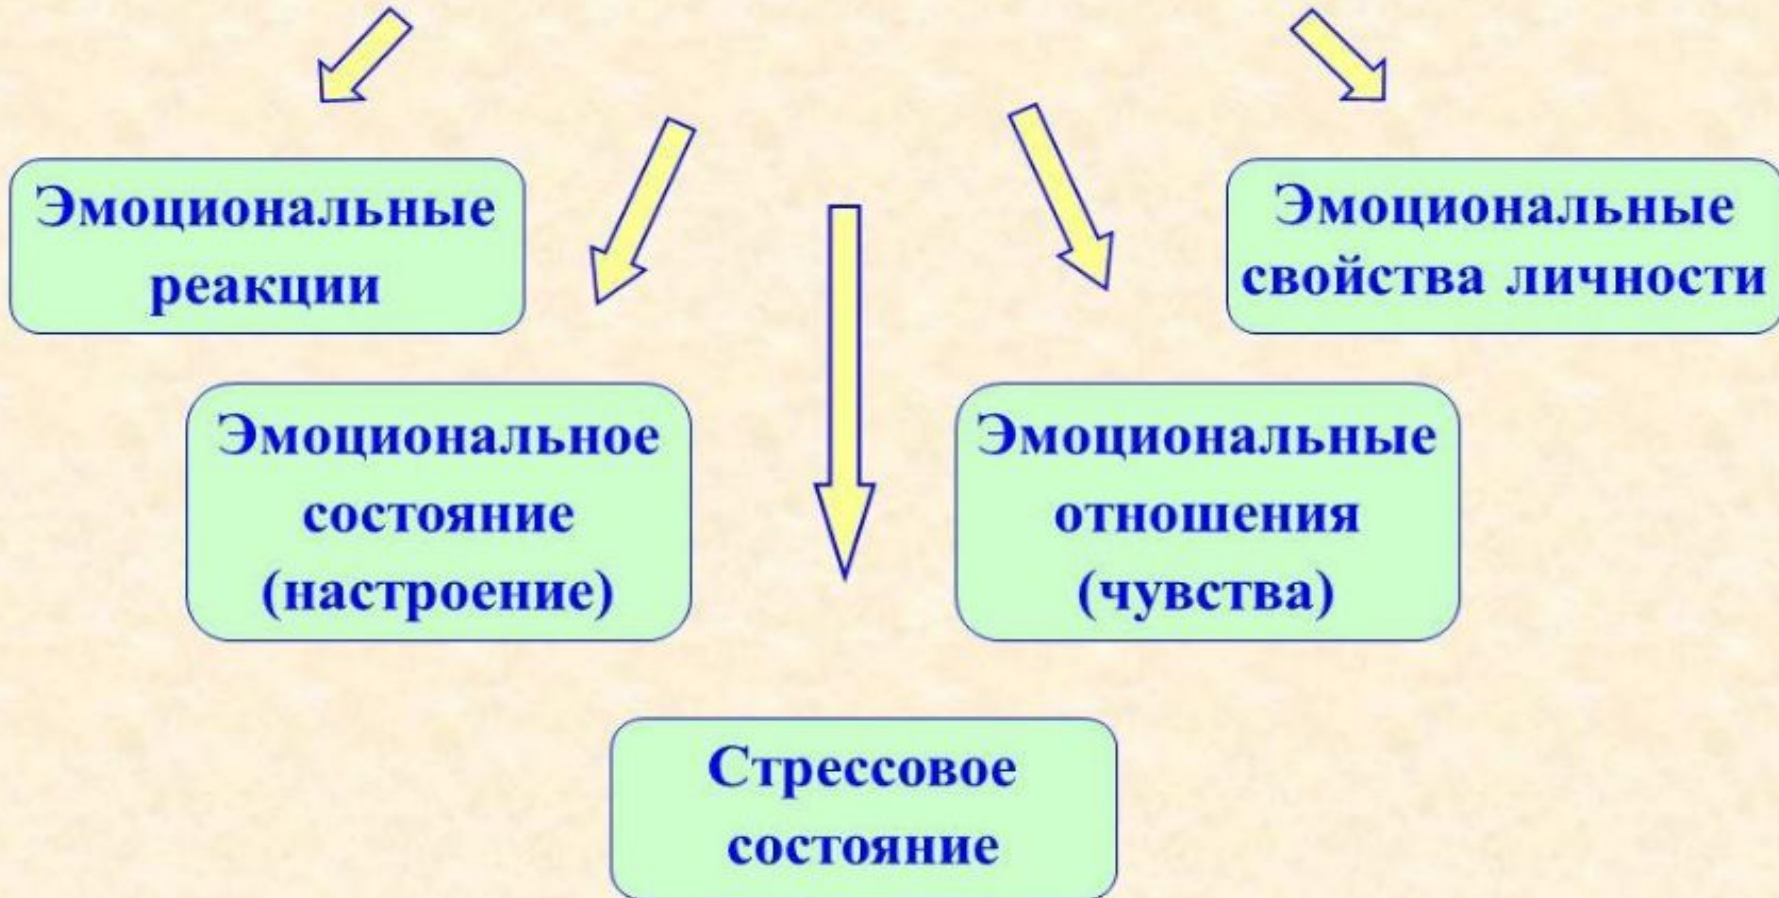 Эмоциональные
реакции
Эмоциональные
свойства личности
Эмоциональное
состояние
(настроение)
Эмоциональные
отношения
(чувства)
Стрессовое
состояние